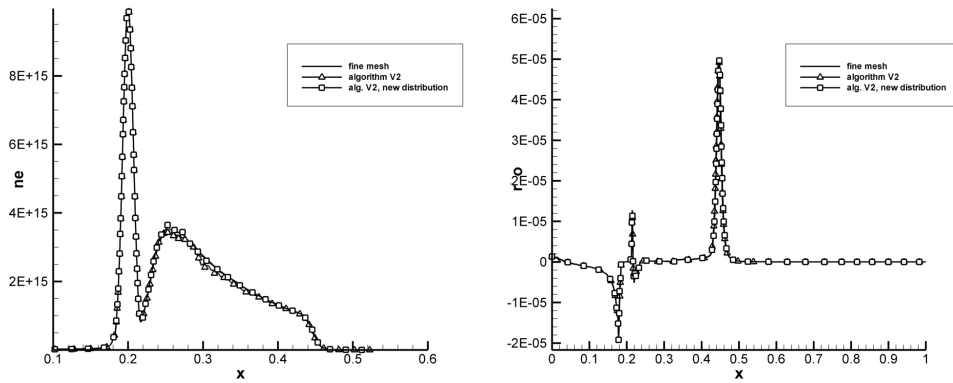 8E+15
6E+15
4E+15
2E+15
0
ne
0.1 0.2 0.3 0.4 0.5 0.6
x
fine mesh
algorithm V2
alg. V2, new distribution
6E-05
5E-05
4E-05
3E-05
2E-05
1E-05
0
-1E-05
-2E-05
0 0.1 0.2 0.3 0.4 0.5 0.6 0.7 0.8 0.9 1
x
fine mesh
algorithm V2
alg. V2, new distribution